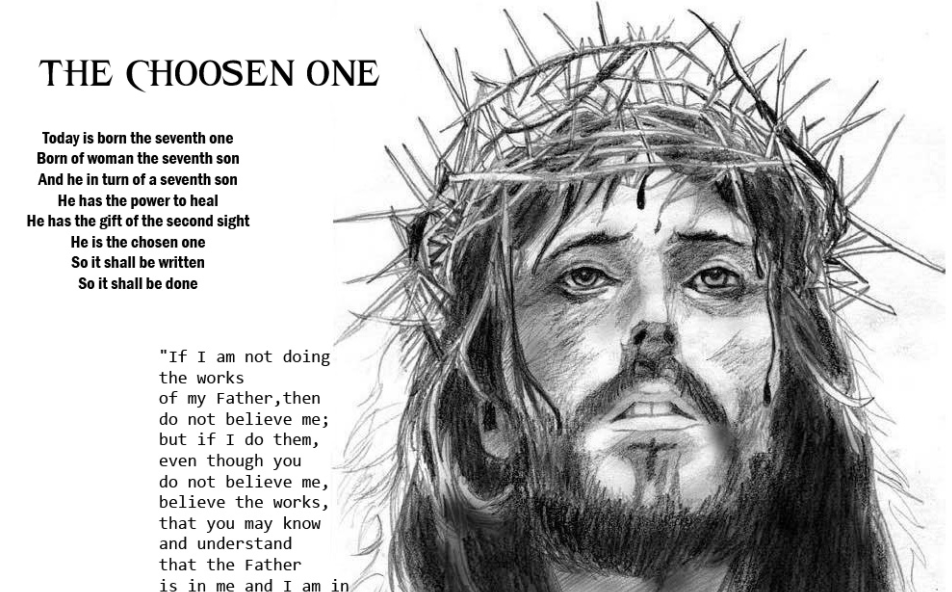 THE CHOOSEN ONE
Today is born the seventh one
Born of woman the seventh son
And he in turn of a seventh son
He has the power to heal
He has the gift of the second sight
He is the chosen one
So it shall be written
So it shall be done
"If I am not doing
the works
of my Father,then
do not believe me;
but if I do them,
even though you
do not believe me,
believe the works,
that you may know
and understand
that the Father
is in me and I am in